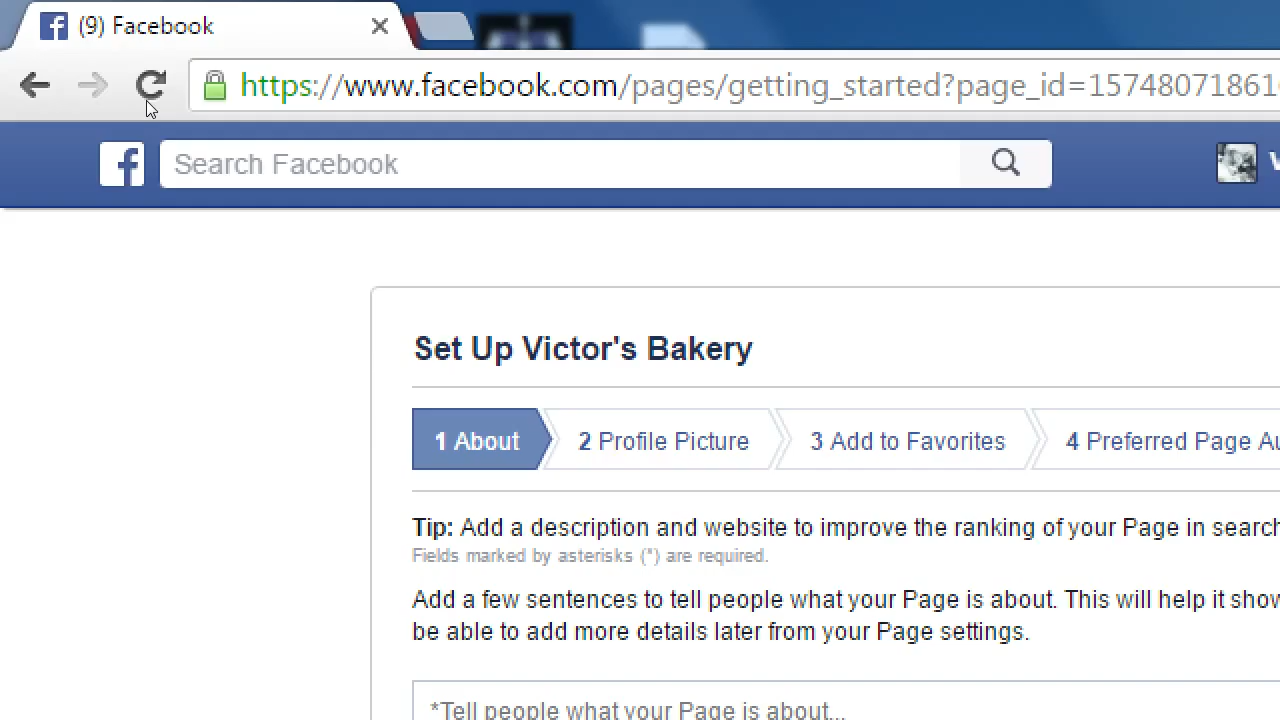 (9) Facebook
https://www.facebook.com/pages/getting_started?page_id=1574807186
Search Facebook
Set Up Victor's Bakery
1 About
2 Profile Picture
3 Add to Favorites
4 Preferred Page
Tip: Add a description and website to improve the ranking of your Page in search
Fields marked by asterisks (*) are required.
Add a few sentences to tell people what your Page is about. This will help it show
be able to add more details later from your Page settings.
*Tell people what your Page is about...